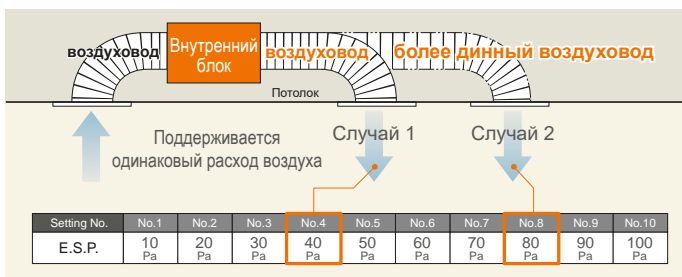 воздуховод
Внутренний
блок
воздуховод
более динный воздуховод
Потолок
Поддерживается
одинаковый расход воздуха
Случай 1
Случай 2
Setting No. No.1 No.2 No.3 No.4 No.5 No.6 No.7 No.8 No.9 No.10
E.S.P. 10 Pa 20 Pa 30 Pa 40 Pa 50 Pa 60 Pa 70 Pa 80 Pa 90 Pa 100 Pa